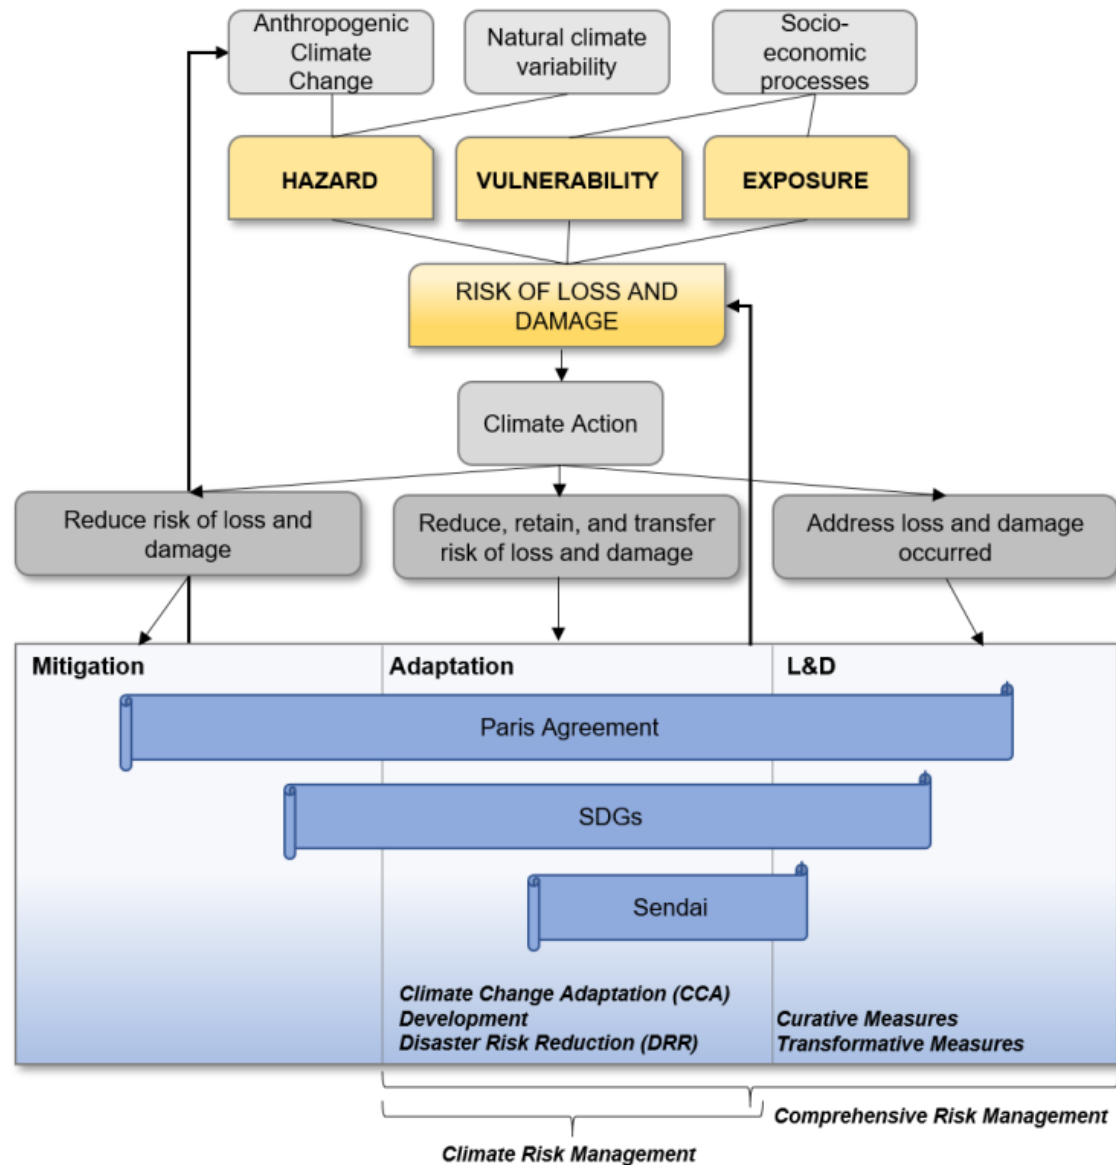 Anthropogenic
Climate
Change
Natural climate
variability
Socio-
economic
processes
HAZARD
VULNERABILITY
EXPOSURE
RISK OF LOSS AND
DAMAGE
Climate Action
Reduce risk of loss and
damage
Reduce, retain, and transfer
risk of loss and damage
Address loss and damage
occurred
Mitigation
Adaptation
L&D
Paris Agreement
SDGs
Sendai
Climate Change Adaptation (CCA)
Development
Disaster Risk Reduction (DRR)
Curative Measures
Transformative Measures
Comprehensive Risk Management
Climate Risk Management